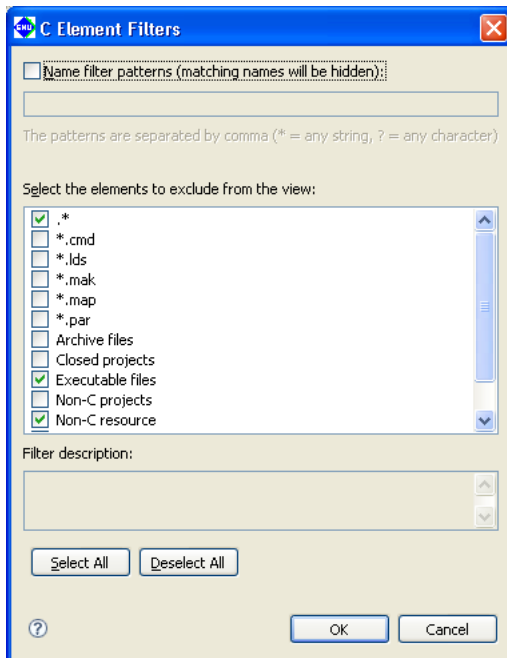 GNU C Element Filters
Name filter patterns (matching names will be hidden):
The patterns are separated by comma (* = any string, ? = any character)
Select the elements to exclude from the view:
.*
*.cmd
*.lds
*.mak
*.map
*.par
Archive files
Closed projects
Executable files
Non-C projects
Non-C resource
Filter description:
Select All Deselect All
? OK Cancel